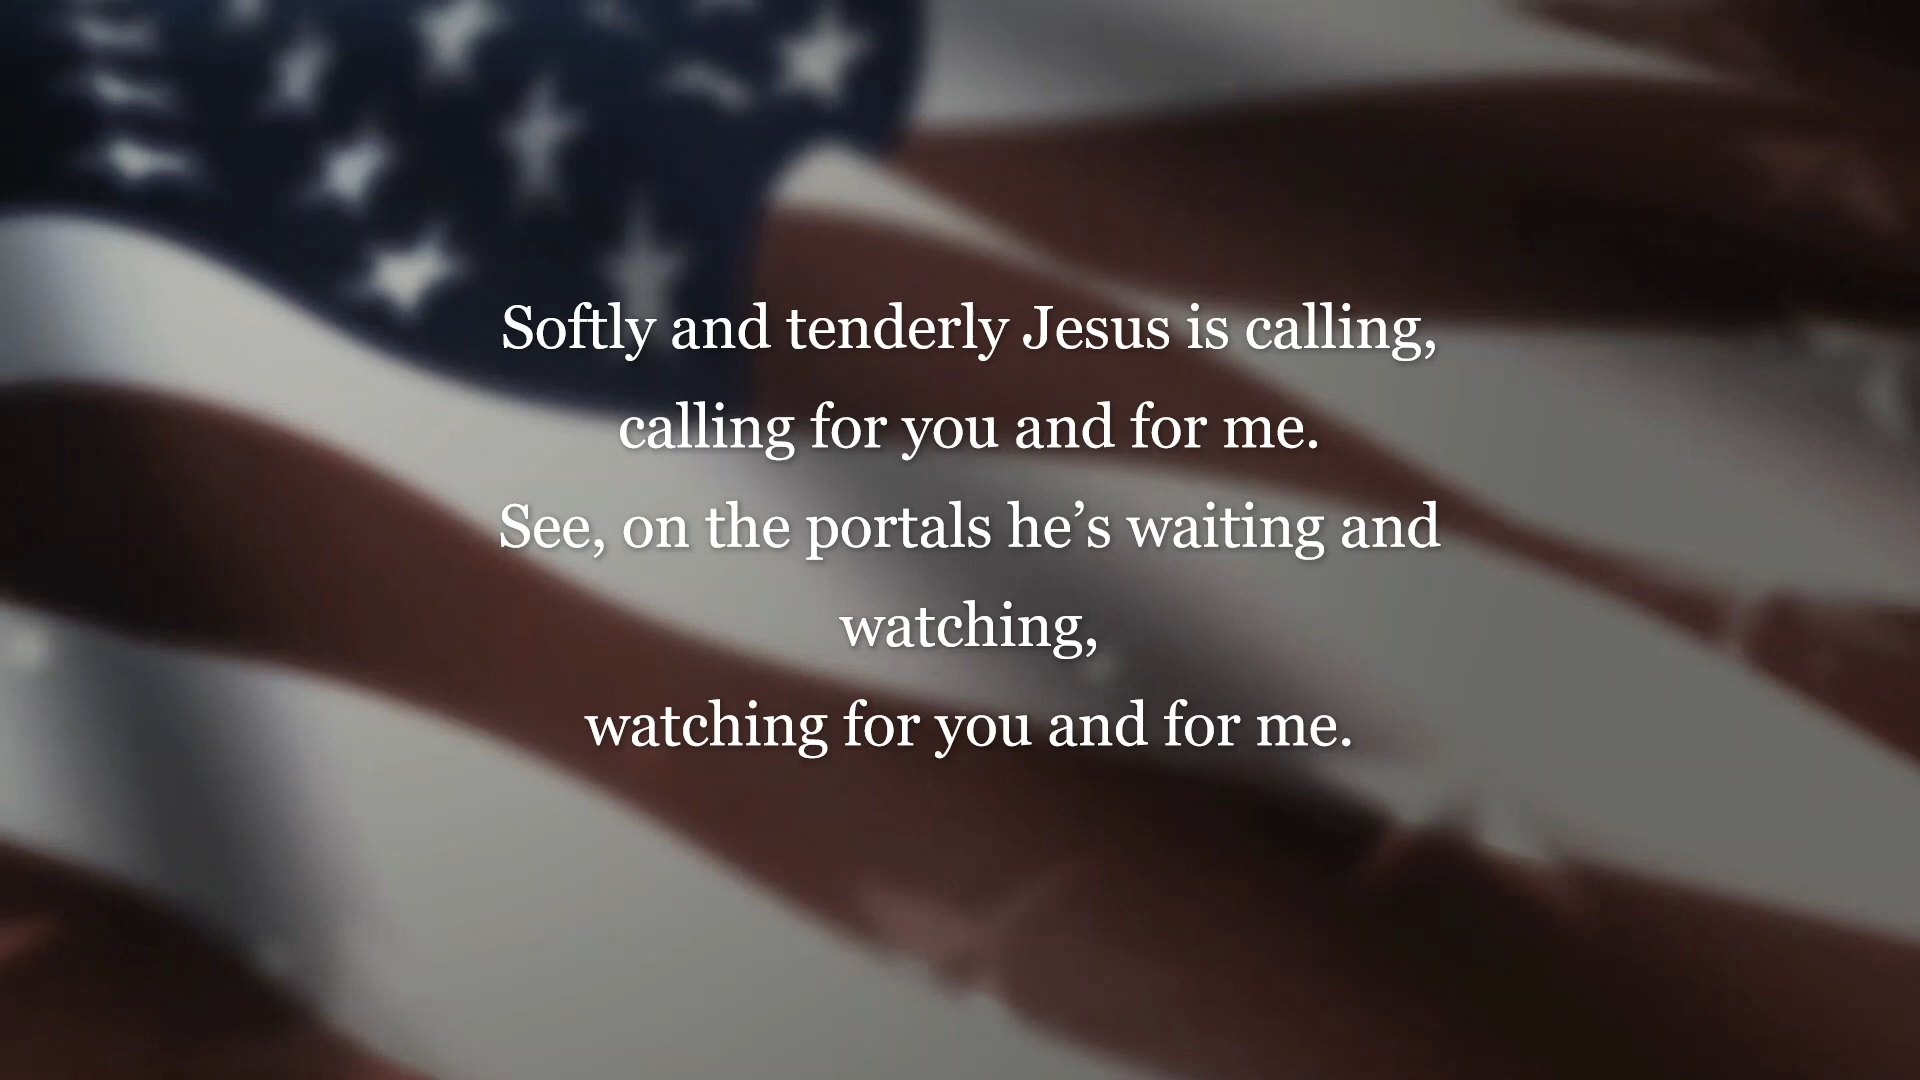 Softly and tenderly Jesus is calling,
calling for you and for me.
See, on the portals he’s waiting and
watching,
watching for you and for me.